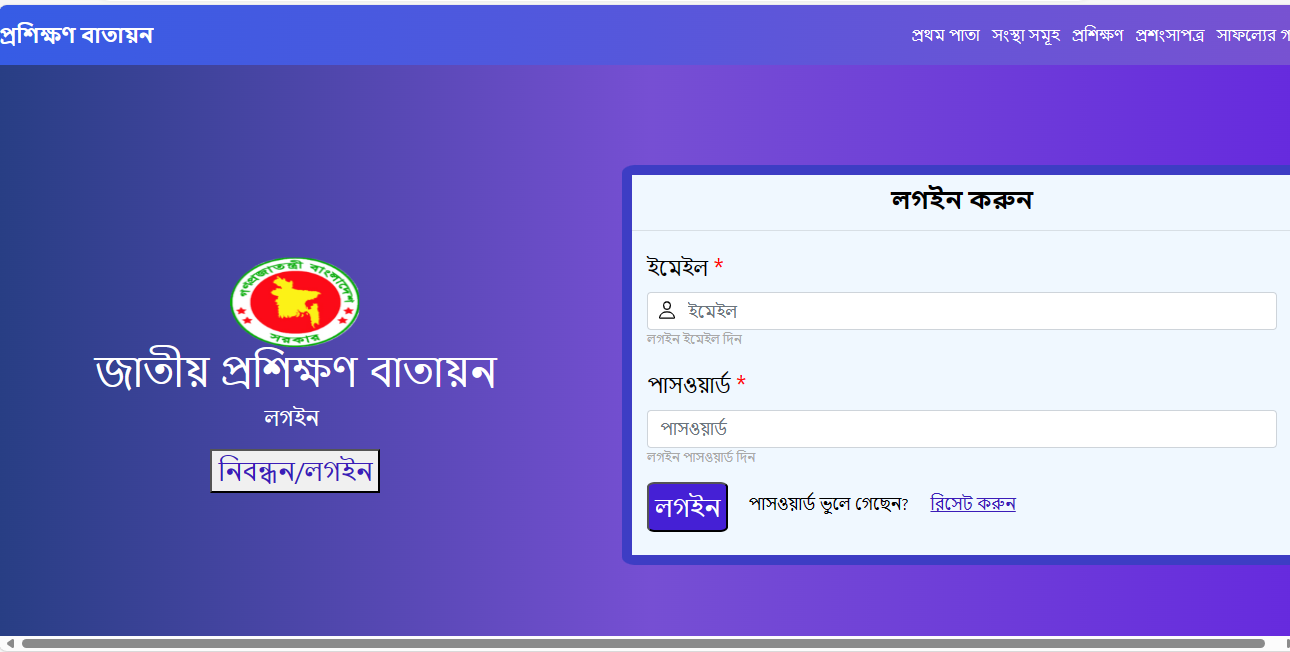 প্রশিক্ষণ বাতায়ন
প্রথম পাতা সংস্থা সমূহ প্রশিক্ষণ প্রশংসাপত্র সাফল্যের
লগইন করুন
ইমেইল *
ইমেইল
লগইন ইমেইল দিন
পাসওয়ার্ড *
পাসওয়ার্ড
লগইন পাসওয়ার্ড দিন
লগইন পাসওয়ার্ড ভুলে গেছেন? রিসেট করুন
গণপ্রজাতন্ত্রী বাংলাদেশ
সরকার
জাতীয় প্রশিক্ষণ বাতায়ন
লগইন
নিবন্ধন/লগইন